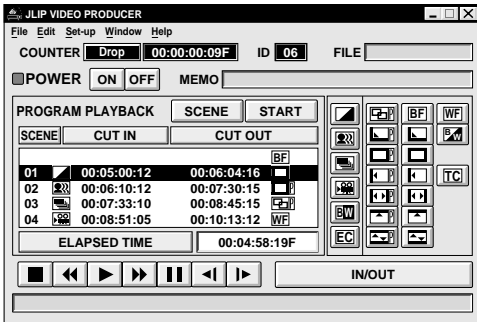 JLIP VIDEO PRODUCER
File Edit Set-up Window Help
COUNTER Drop 00:00:00:09F ID 06 FILE
POWER ON OFF MEMO
PROGRAM PLAYBACK SCENE START
SCENE CUT IN CUT OUT
BF
01 00:05:00:12 00:06:04:16
02 00:06:10:12 00:07:30:15 P
03 00:07:33:10 00:08:45:15 P
04 00:08:51:05 00:10:13:12 WF
ELAPSED TIME 00:04:58:19F
P BF WF
P B/W
P
P TC
P
BW P
EC P
IN/OUT